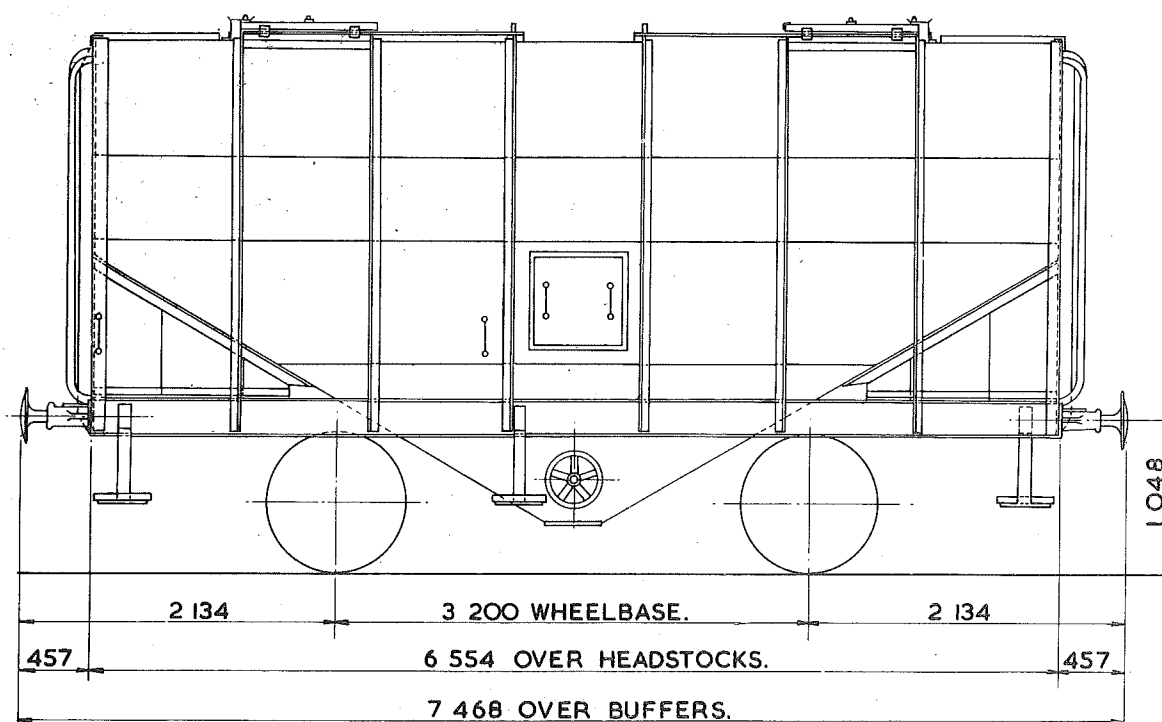 1 048
2 134
3 200 WHEELBASE.
2 134
457
6 554 OVER HEADSTOCKS.
457
7 468 OVER BUFFERS.